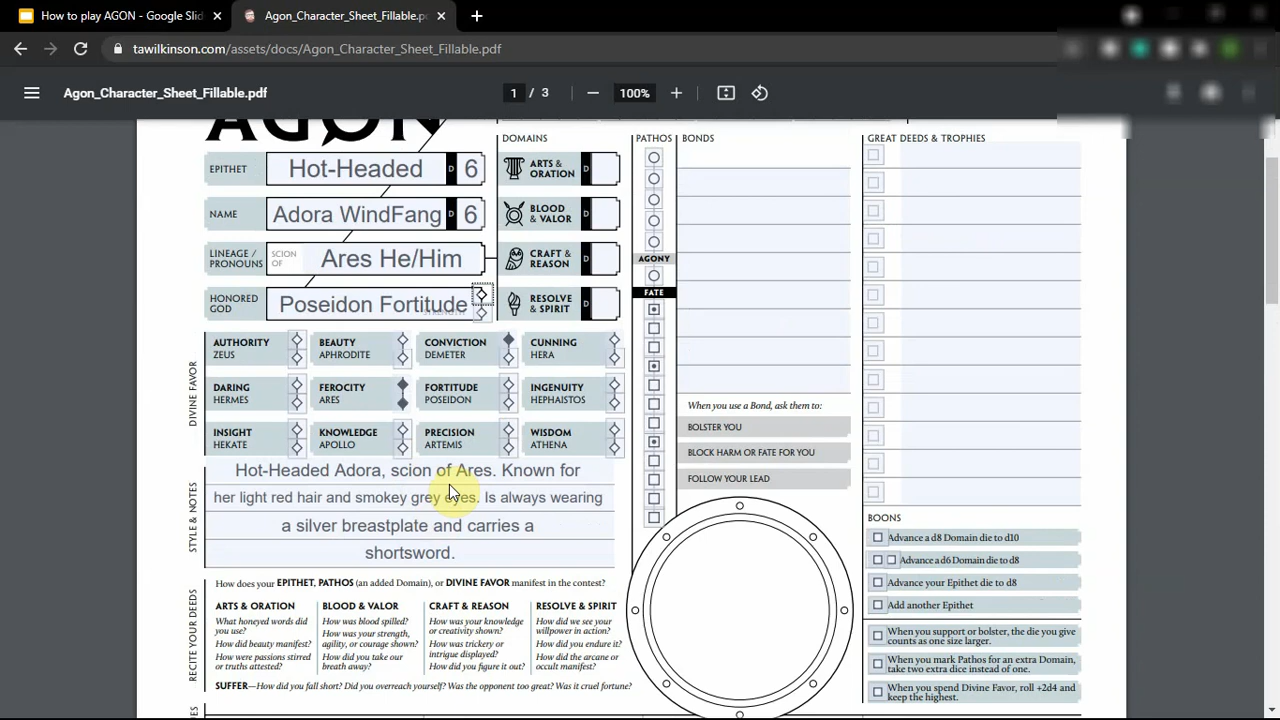 How to play AGON - Google Slid
Agon_Character_Sheet_Fillable.p
tawilkinson.com/assets/docs/Agon_Character_Sheet_Fillable.pdf
Agon_Character_Sheet_Fillable.pdf
1 / 3
100%
AGON
EPITHET
Hot-Headed
D
6
NAME
Adora WindFang
D
6
LINEAGE /
PRONOUNS
SCION
OF
Ares He/Him
HONORED
GOD
Poseidon Fortitude
DOMAINS
ARTS &
ORATION
D
BLOOD
& VALOR
D
CRAFT &
REASON
D
RESOLVE
& SPIRIT
D
DIVINE FAVOR
AUTHORITY
ZEUS
BEAUTY
APHRODITE
CONVICTION
DEMETER
CUNNING
HERA
DARING
HERMES
FEROCITY
ARES
FORTITUDE
POSEIDON
INGENUITY
HEPHAISTOS
INSIGHT
HEKATE
KNOWLEDGE
APOLLO
PRECISION
ARTEMIS
WISDOM
ATHENA
STYLE & NOTES
Hot-Headed Adora, scion of Ares. Known for
her light red hair and smokey grey eyes. Is always wearing
a silver breastplate and carries a
shortsword.
RECITE YOUR DEEDS
How does your EPITHET, PATHOS (an added Domain), or DIVINE FAVOR manifest in the contest?
ARTS & ORATION
What honeyed words did
you use?
How did beauty manifest?
How were passions stirred
or truths attested?
BLOOD & VALOR
How was blood spilled?
How was your strength,
agility, or courage shown?
How did you take our
breath away?
CRAFT & REASON
How was your knowledge
or creativity shown?
How was trickery or
intrigue displayed?
How did you figure it out?
RESOLVE & SPIRIT
How did we see your
willpower in action?
How did you endure it?
How did the arcane or
occult manifest?
SUFFER—How did you fall short? Did you overreach yourself? Was the opponent too great? Was it cruel fortune?
PATHOS
AGONY
FATE
BONDS
When you use a Bond, ask them to:
BOLSTER YOU
BLOCK HARM OR FATE FOR YOU
FOLLOW YOUR LEAD
GREAT DEEDS & TROPHIES
BOONS
Advance a d8 Domain die to d10
Advance a d6 Domain die to d8
Advance your Epithet die to d8
Add another Epithet
When you support or bolster, the die you give
counts as one size larger.
When you mark Pathos for an extra Domain,
take two extra dice instead of one.
When you spend Divine Favor, roll +2d4 and
keep the highest.